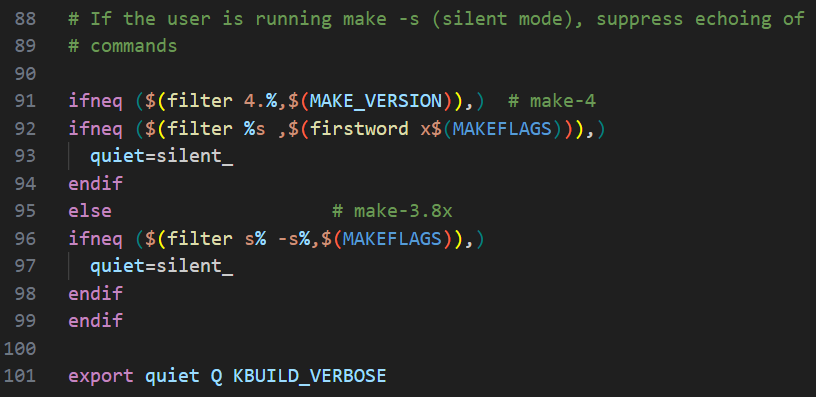 88 # If the user is running make -s (silent mode), suppress echoing of
89 # commands
90
91 ifneq ($(filter 4.%,$(MAKE_VERSION)),) # make-4
92 ifneq ($(filter %s ,$(firstword x$(MAKEFLAGS))),)
93   quiet=silent_
94 endif
95 else                    # make-3.8x
96 ifneq ($(filter s% -s%,$(MAKEFLAGS)),)
97   quiet=silent_
98 endif
99 endif
100
101 export quiet Q KBUILD_VERBOSE